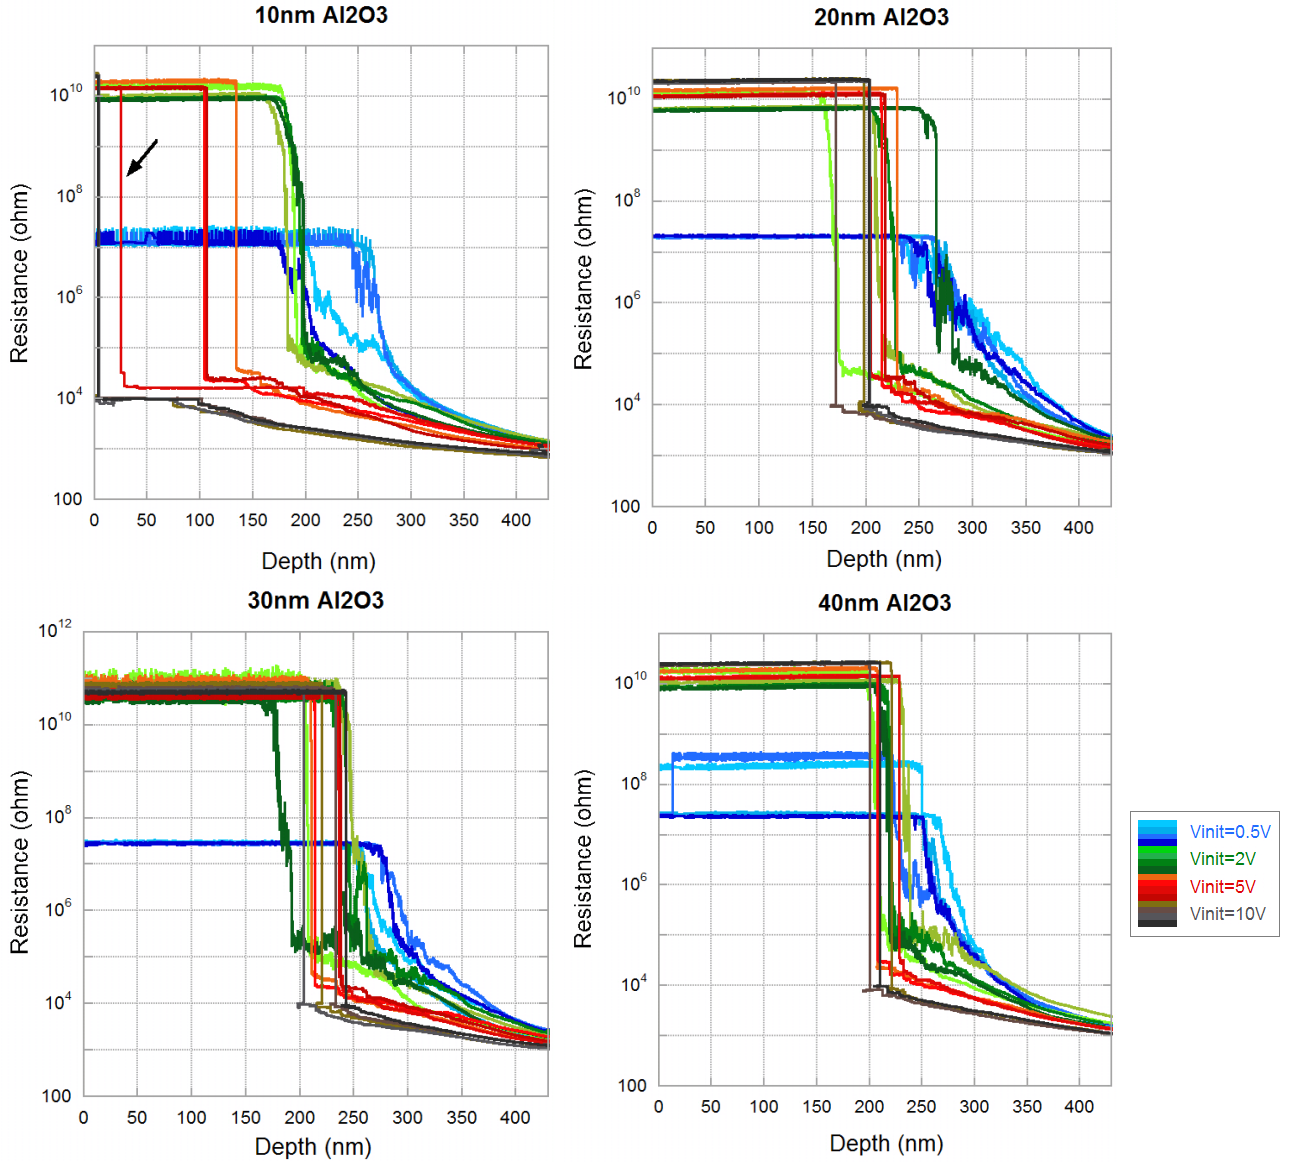 10nm Al2O3
20nm Al2O3
10^10
10^8
10^6
10^4
100
0 50 100 150 200 250 300 350 400
Resistance (ohm)
Depth (nm)
10^10
10^8
10^6
10^4
100
0 50 100 150 200 250 300 350 400
Resistance (ohm)
Depth (nm)
30nm Al2O3
40nm Al2O3
10^12
10^10
10^8
10^6
10^4
100
0 50 100 150 200 250 300 350 400
Resistance (ohm)
Depth (nm)
10^10
10^8
10^6
10^4
100
0 50 100 150 200 250 300 350 400
Resistance (ohm)
Depth (nm)
Vinit=0.5V
Vinit=2V
Vinit=5V
Vinit=10V